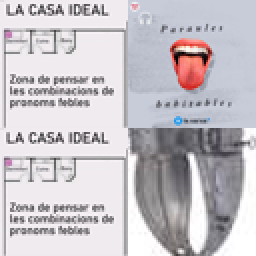 LA CASA IDEAL
Zona de pensar en
les combinacions de
pronoms febles
Paraules
habitables
LA CASA IDEAL
Zona de pensar en
les combinacions de
pronoms febles